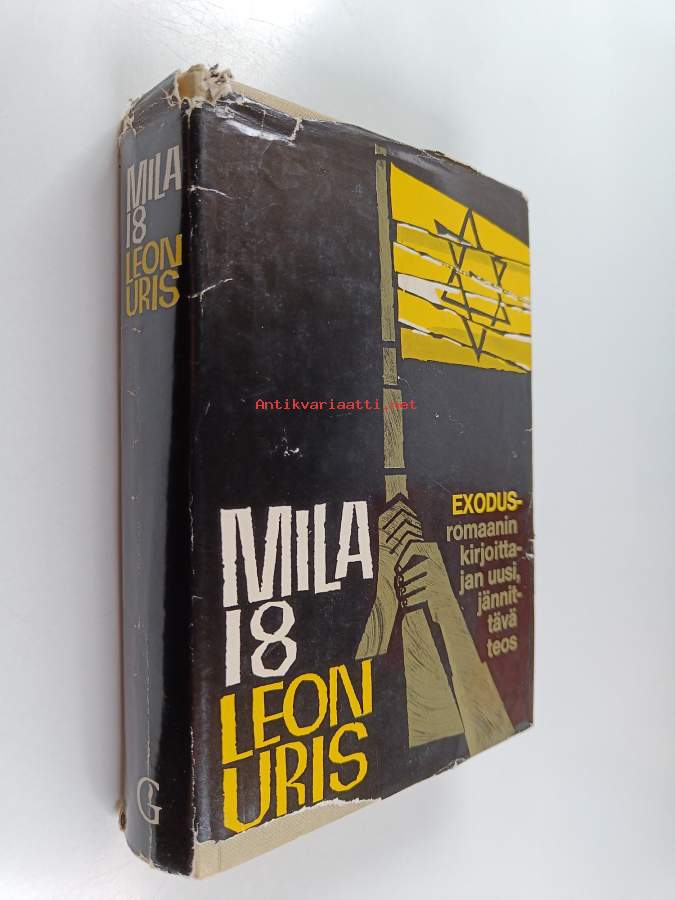 MILA
18
LEON
URIS
G
Antikvariaatti.net
EXODUS-
romaanin
kirjoitta-
jan uusi,
jännit-
tävä
teos
MILA
18
LEON
URIS